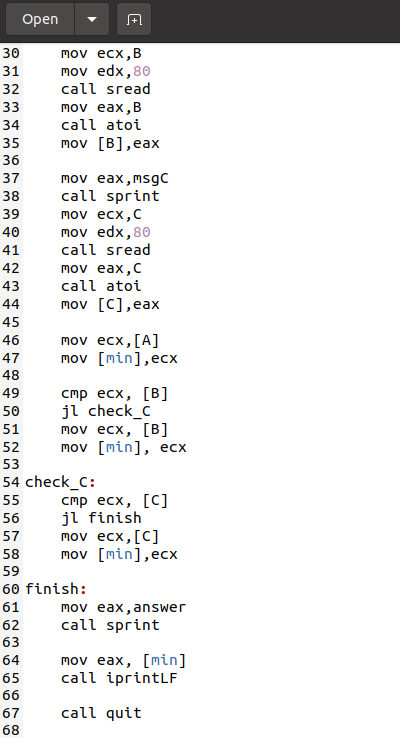 Open
30 mov ecx,B
31 mov edx,80
32 call sread
33 mov eax,B
34 call atoi
35 mov [B],eax
36
37 mov eax,msgC
38 call sprint
39 mov ecx,C
40 mov edx,80
41 call sread
42 mov eax,C
43 call atoi
44 mov [C],eax
45
46 mov ecx,[A]
47 mov [min],ecx
48
49 cmp ecx, [B]
50 jl check_C
51 mov ecx, [B]
52 mov [min], ecx
53
54 check_C:
55 cmp ecx, [C]
56 jl finish
57 mov ecx,[C]
58 mov [min],ecx
59
60 finish:
61 mov eax,answer
62 call sprint
63
64 mov eax, [min]
65 call iprintLF
66
67 call quit
68